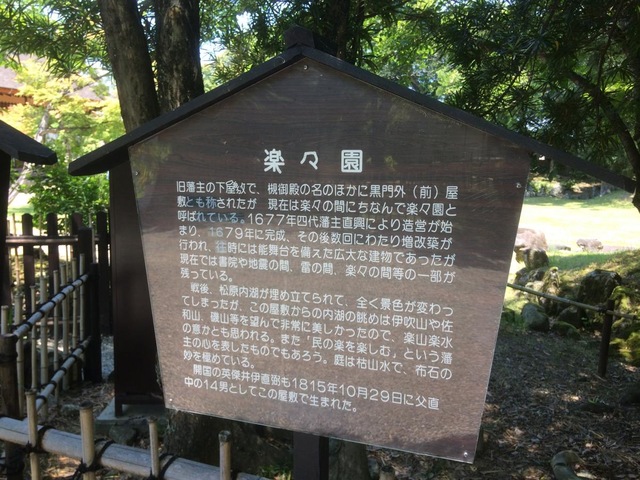 楽々園
旧藩主の下屋敷で、槻御殿の名のほかに黒門外（前）屋
敷とも称されたが 現在は楽々の間にちなんで楽々園と
呼ばれている。1677年四代藩主直興により造営が始
まり、1679年に完成、その後数回にわたり増改築が
行われ、往時には能舞台を備えた広大な建物であったが
現在では書院や地震の間、雷の間、楽々の間等の一部が
残っている。
戦後、松原内湖が埋め立てられて、全く景色が変わっ
てしまったが、この屋敷からの内湖の眺めは伊吹山や佐
和山、磯山等を望んで非常に美しかったので、楽山楽水
の意かとも思われる。また「民の楽を楽しむ」という藩
主の心を表したものでもあろう。庭は枯山水で、布石の
妙を極めている。
開国の英傑井伊直弼も1815年10月29日に父直
中の14男としてこの屋敷で生まれた。